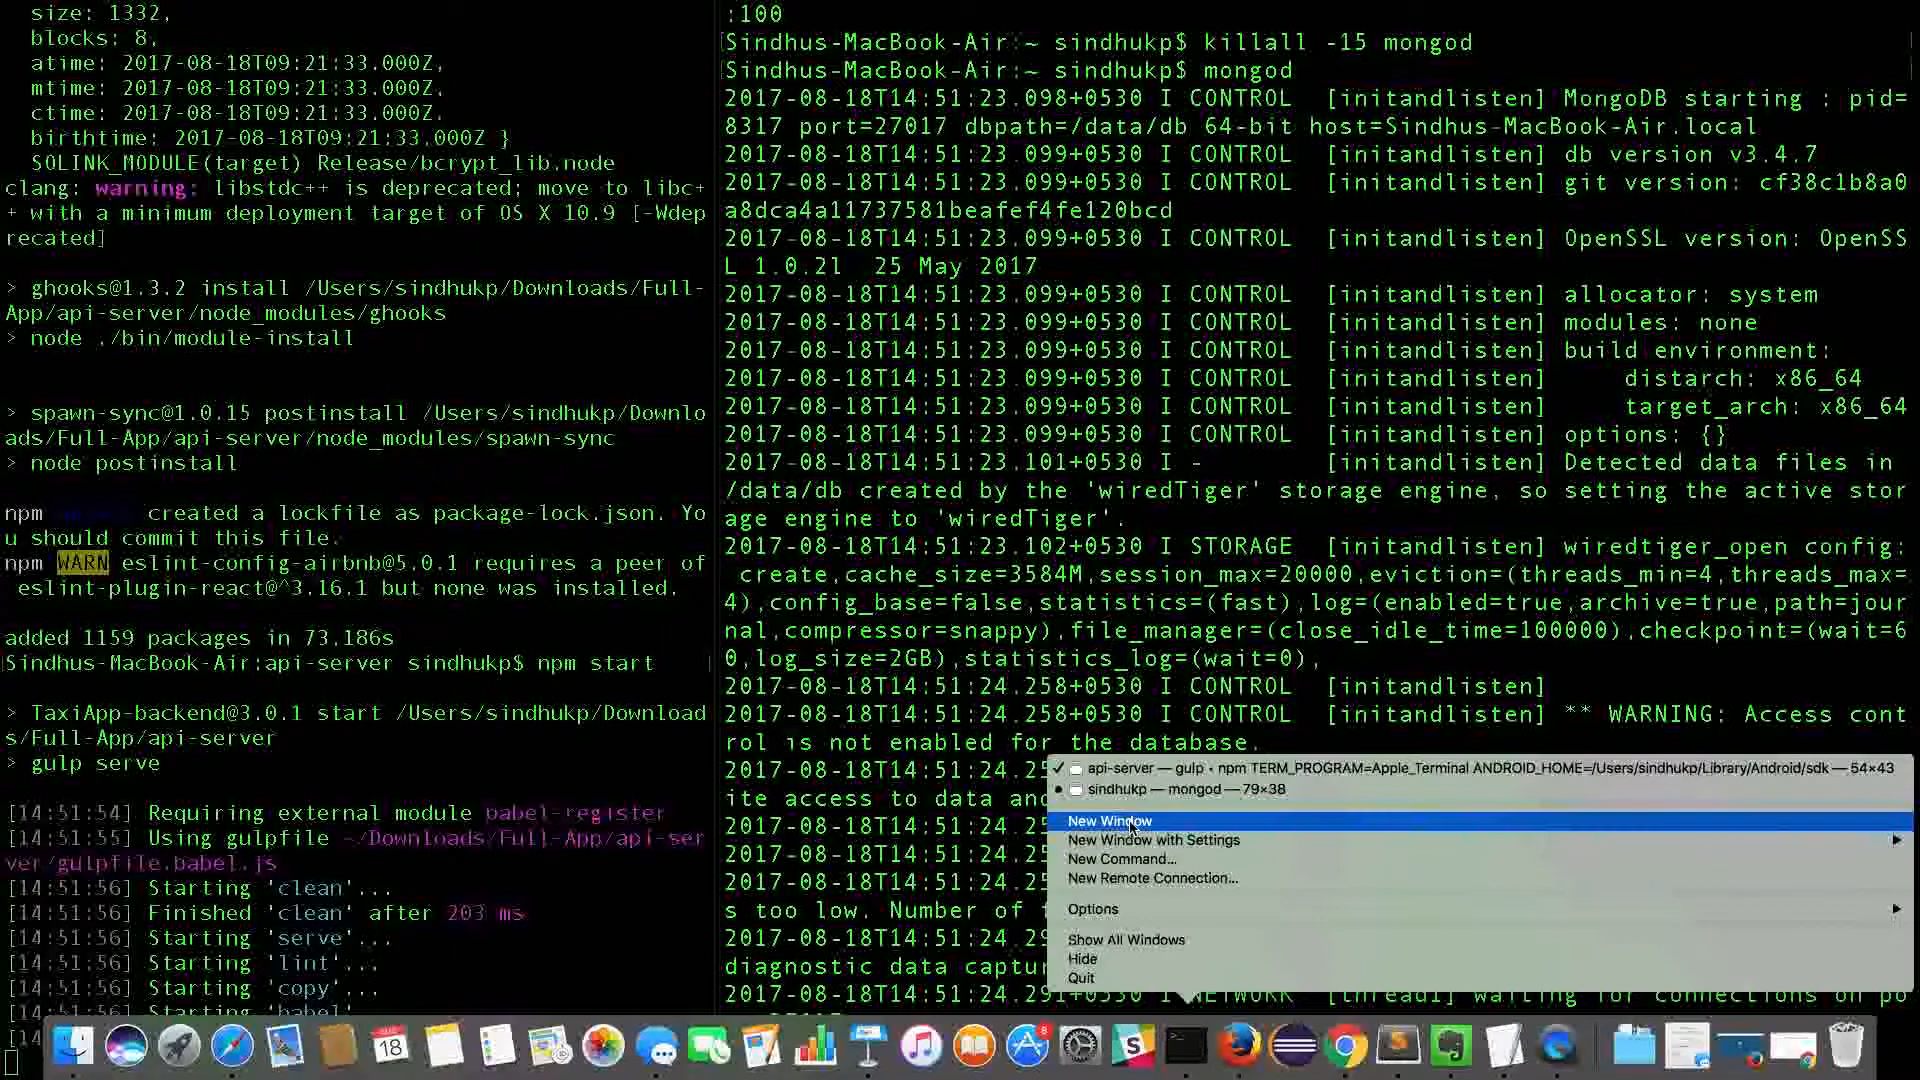 size: 1332,
blocks: 8,
atime: 2017-08-18T09:21:33.000Z,
mtime: 2017-08-18T09:21:33.000Z,
ctime: 2017-08-18T09:21:33.000Z,
birthtime: 2017-08-18T09:21:33.000Z }
SOLINK_MODULE(target) Release/bcrypt_lib.node
clang: warning: libstdc++ is deprecated; move to libc+
+ with a minimum deployment target of OS X 10.9 [-Wdep
recated]
> ghooks@1.3.2 install /Users/sindhukp/Downloads/Full-
App/api-server/node_modules/ghooks
> node ./bin/module-install
> spawn-sync@1.0.15 postinstall /Users/sindhukp/Downlo
ads/Full-App/api-server/node_modules/spawn-sync
> node postinstall
npm created a lockfile as package-lock.json. Yo
u should commit this file.
npm WARN eslint-config-airbnb@5.0.1 requires a peer of
eslint-plugin-react@^3.16.1 but none was installed.
added 1159 packages in 73.186s
Sindhus-MacBook-Air:api-server sindhukp$ npm start
> TaxiApp-backend@3.0.1 start /Users/sindhukp/Download
s/Full-App/api-server
> gulp serve
[14:51:54] Requiring external module babel-register
[14:51:55] Using gulpfile ~/Downloads/Full-App/api-ser
ver/gulpfile.babel.js
[14:51:56] Starting 'clean'...
[14:51:56] Finished 'clean' after 203 ms
[14:51:56] Starting 'serve'...
[14:51:56] Starting 'lint'...
[14:51:56] Starting 'copy'...
[14:51:56] Starting 'babel'...
[14
:100
Sindhus-MacBook-Air:~ sindhukp$ killall -15 mongod
Sindhus-MacBook-Air:~ sindhukp$ mongod
2017-08-18T14:51:23.098+0530 I CONTROL [initandlisten] MongoDB starting : pid=
8317 port=27017 dbpath=/data/db 64-bit host=Sindhus-MacBook-Air.local
2017-08-18T14:51:23.099+0530 I CONTROL [initandlisten] db version v3.4.7
2017-08-18T14:51:23.099+0530 I CONTROL [initandlisten] git version: cf38c1b8a0
a8dca4a11737581beafef4fe120bcd
2017-08-18T14:51:23.099+0530 I CONTROL [initandlisten] OpenSSL version: OpenSS
L 1.0.2l 25 May 2017
2017-08-18T14:51:23.099+0530 I CONTROL [initandlisten] allocator: system
2017-08-18T14:51:23.099+0530 I CONTROL [initandlisten] modules: none
2017-08-18T14:51:23.099+0530 I CONTROL [initandlisten] build environment:
2017-08-18T14:51:23.099+0530 I CONTROL [initandlisten] distarch: x86_64
2017-08-18T14:51:23.099+0530 I CONTROL [initandlisten] target_arch: x86_64
2017-08-18T14:51:23.099+0530 I CONTROL [initandlisten] options: {}
2017-08-18T14:51:23.101+0530 I - [initandlisten] Detected data files in
/data/db created by the 'wiredTiger' storage engine, so setting the active stor
age engine to 'wiredTiger'.
2017-08-18T14:51:23.102+0530 I STORAGE [initandlisten] wiredtiger_open config:
create,cache_size=3584M,session_max=20000,eviction=(threads_min=4,threads_max=
4),config_base=false,statistics=(fast),log=(enabled=true,archive=true,path=jour
nal,compressor=snappy),file_manager=(close_idle_time=100000),checkpoint=(wait=6
0,log_size=2GB),statistics_log=(wait=0),
2017-08-18T14:51:24.258+0530 I CONTROL [initandlisten]
2017-08-18T14:51:24.258+0530 I CONTROL [initandlisten] ** WARNING: Access cont
rol is not enabled for the database.
2017-08-18T14:51:24.25
ite access to data and
2017-08-18T14:51:24.25
2017-08-18T14:51:24.25
2017-08-18T14:51:24.25
s too low. Number of f
2017-08-18T14:51:24.29
diagnostic data captur
2017-08-18T14:51:24.291+0530 I NETWORK [thread1] waiting for connections on po
✓ api-server — gulp • npm TERM_PROGRAM=Apple_Terminal ANDROID_HOME=/Users/sindhukp/Library/Android/sdk — 54×43
• sindhukp — mongod — 79×38
New Window
New Window with Settings
New Command...
New Remote Connection...
Options
Show All Windows
Hide
Quit
18
8